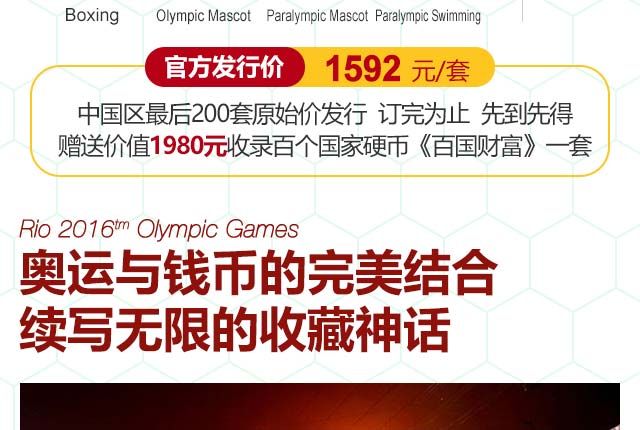 Boxing Olympic Mascot Paralympic Mascot Paralympic Swimming
官方发行价 1592 元/套
中国区最后200套原始价发行 订完为止 先到先得
赠送价值1980元收录百个国家硬币《百国财富》一套
Rio 2016tm Olympic Games
奥运与钱币的完美结合
续写无限的收藏神话